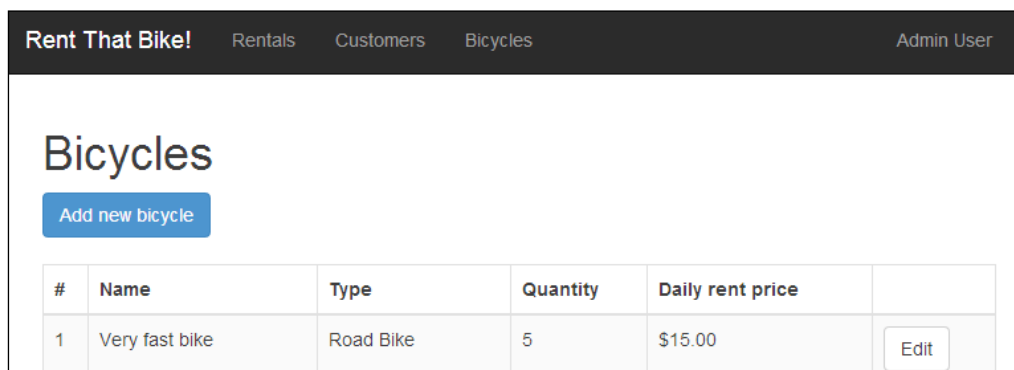 Rent That Bike! Rentals Customers Bicycles Admin User
Bicycles
Add new bicycle
# Name Type Quantity Daily rent price
1 Very fast bike Road Bike 5 $15.00 Edit